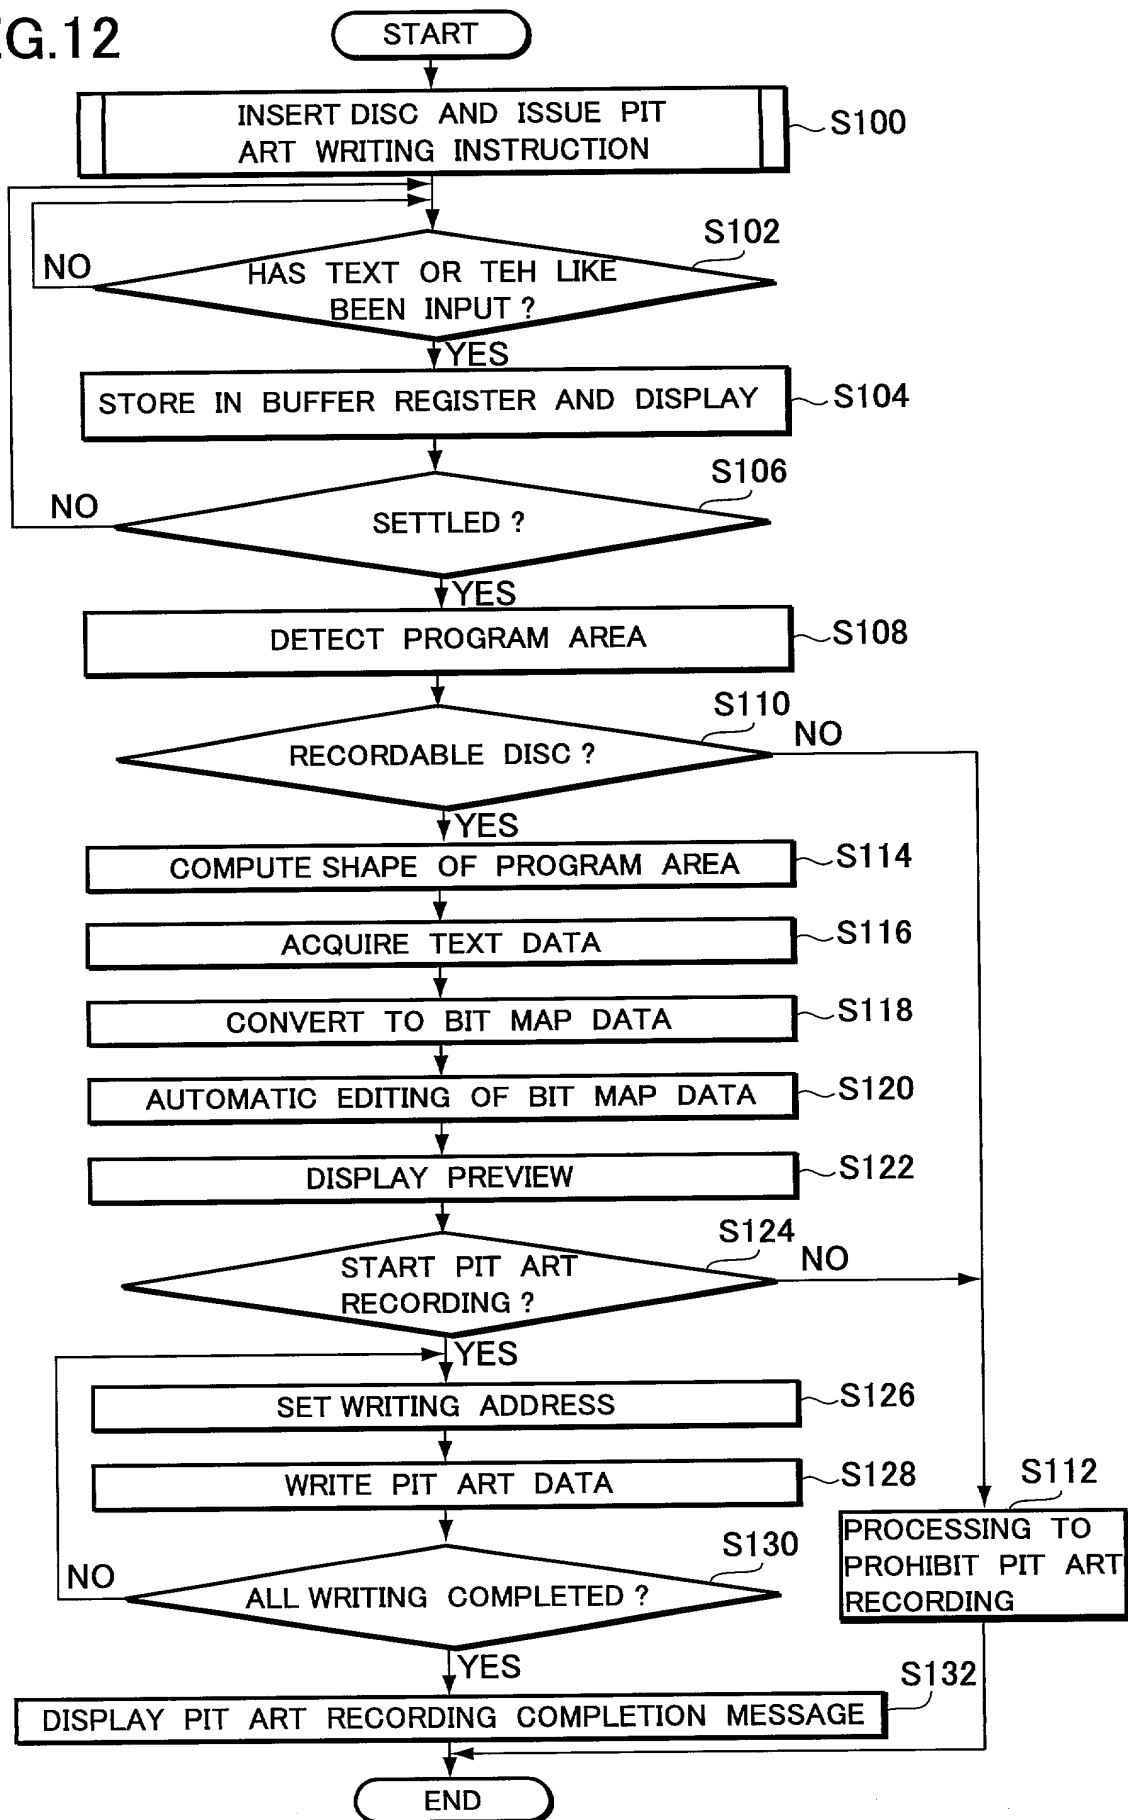 G.12
START
INSERT DISC AND ISSUE PIT
ART WRITING INSTRUCTION
S100
S102
NO
HAS TEXT OR TEH LIKE
BEEN INPUT ?
YES
STORE IN BUFFER REGISTER AND DISPLAY
S104
S106
NO
SETTLED ?
YES
DETECT PROGRAM AREA
S108
S110
RECORDABLE DISC ?
NO
YES
COMPUTE SHAPE OF PROGRAM AREA
S114
ACQUIRE TEXT DATA
S116
CONVERT TO BIT MAP DATA
S118
AUTOMATIC EDITING OF BIT MAP DATA
S120
DISPLAY PREVIEW
S122
S124
START PIT ART
RECORDING ?
NO
YES
SET WRITING ADDRESS
S126
WRITE PIT ART DATA
S128
S112
PROCESSING TO
PROHIBIT PIT ART
RECORDING
S130
NO
ALL WRITING COMPLETED ?
YES
S132
DISPLAY PIT ART RECORDING COMPLETION MESSAGE
END